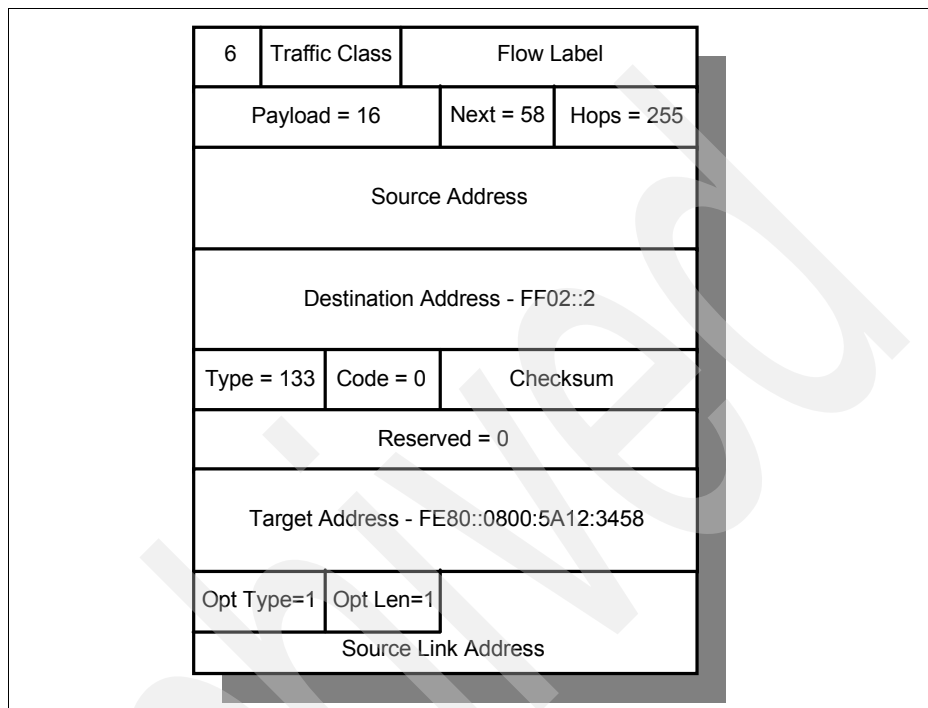 6 Traffic Class Flow Label
Payload = 16 Next = 58 Hops = 255
Source Address
Destination Address - FF02::2
Type = 133 Code = 0 Checksum
Reserved = 0
Target Address - FE80::0800:5A12:3458
Opt Type=1 Opt Len=1
Source Link Address